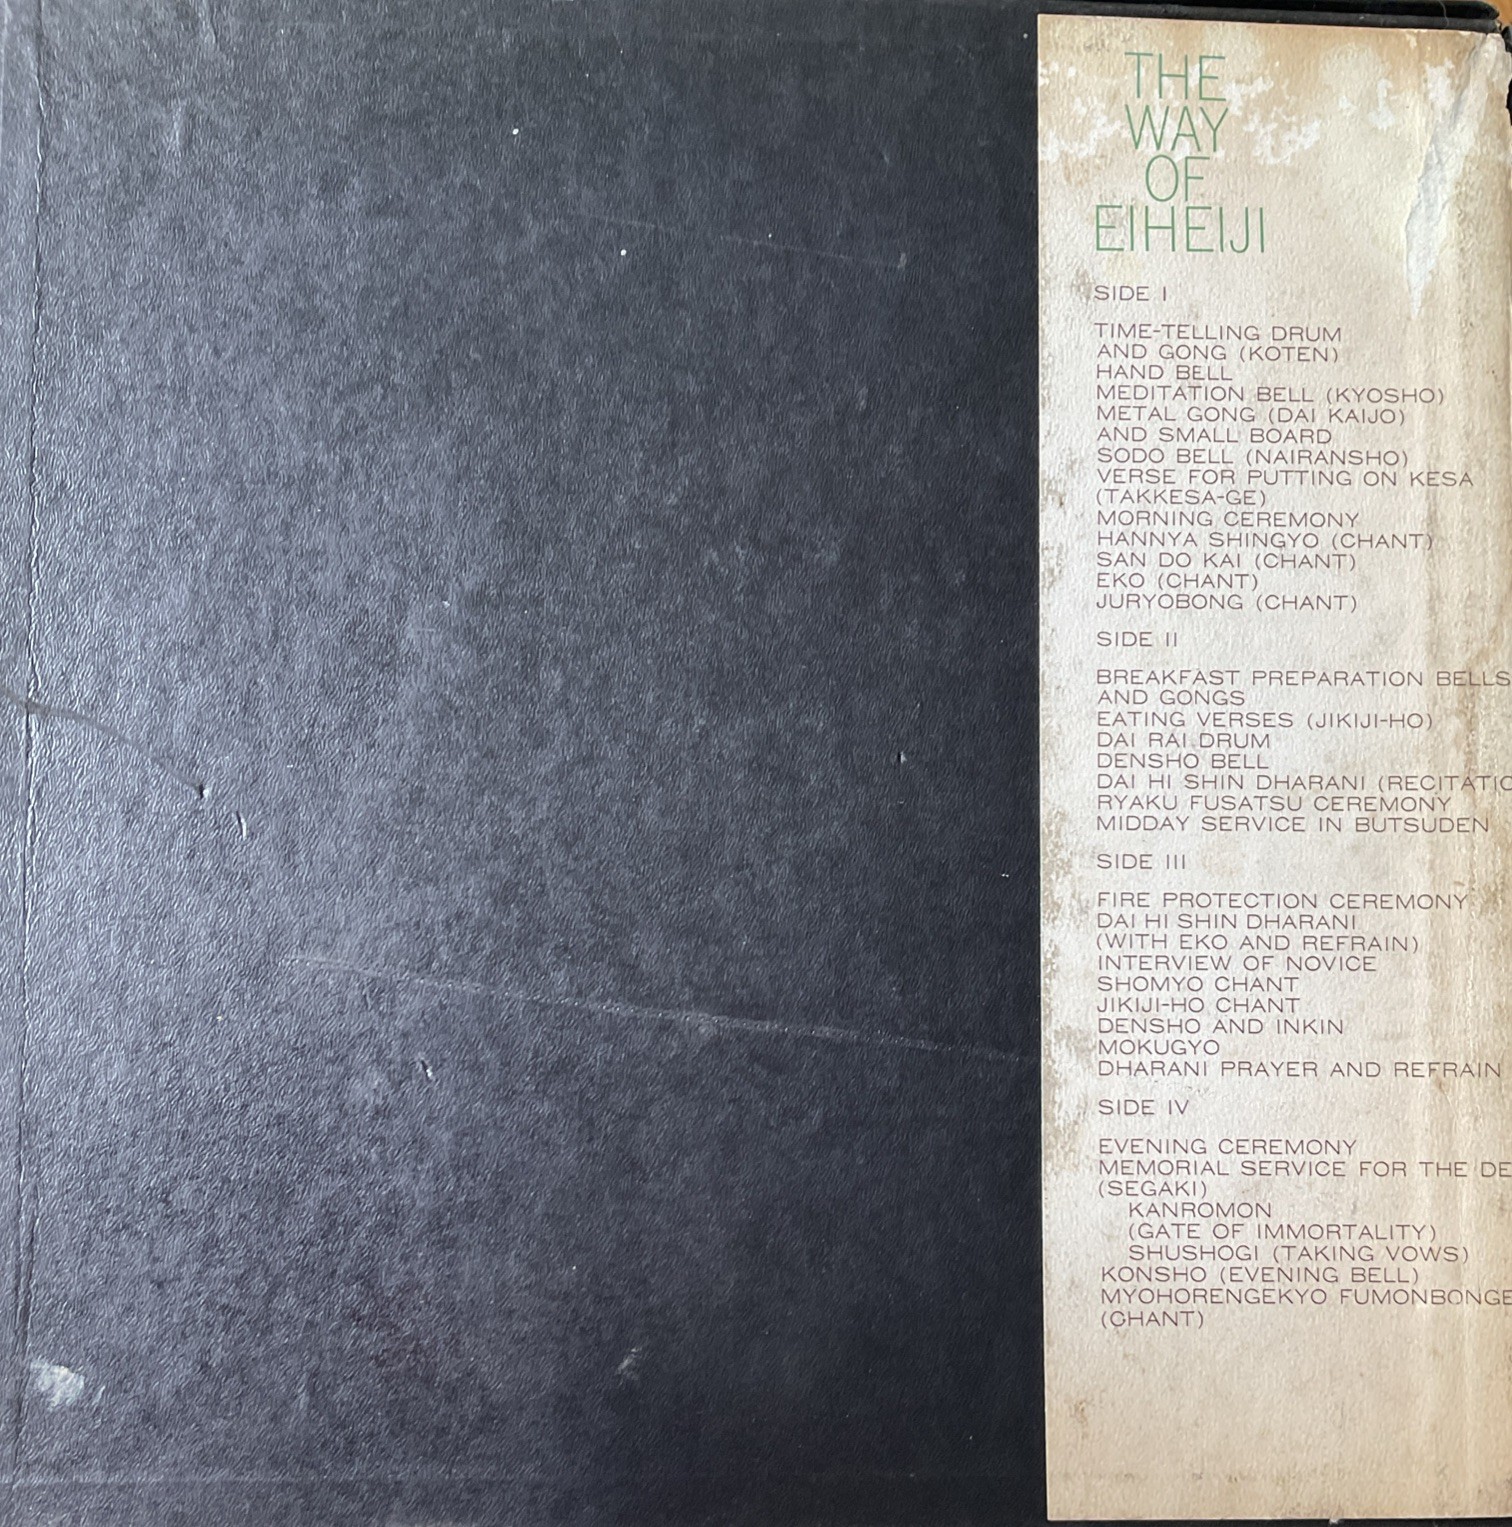 THE
WAY
OF
EIHEIJI
SIDE I
TIME-TELLING DRUM
AND GONG (KOTEN)
HAND BELL
MEDITATION BELL (KYOSHO)
METAL GONG (DAI KAIJO)
AND SMALL BOARD
SODO BELL (NAIRANSHO)
VERSE FOR PUTTING ON KESA
(TAKKESA-GE)
MORNING CEREMONY
HANNYA SHINGYO (CHANT)
SAN DO KAI (CHANT)
EKO (CHANT)
JURYOBONG (CHANT)
SIDE II
BREAKFAST PREPARATION BELLS
AND GONGS
EATING VERSES (JIKIJI-HO)
DAI RAI DRUM
DENSHO BELL
DAI HI SHIN DHARANI
RYAKU FUSATSU CEREMONY
MIDDAY SERVICE IN BUTSUDEN
SIDE III
FIRE PROTECTION CEREMONY
DAI HI SHIN DHARANI
(WITH EKO AND REFRAIN)
INTERVIEW OF NOVICE
SHOMYO CHANT
JIKIJI-HO CHANT
DENSHO AND INKIN
MOKUGYO
DHARANI PRAYER AND REFRAIN
SIDE IV
EVENING CEREMONY
MEMORIAL SERVICE FOR THE
(SEGAKI)
KANROMON
(GATE OF IMMORTALITY)
SHUSHOGI (TAKING VOWS)
KONSHO (EVENING BELL)
MYOHORENGEKYO FUMONBONGE
(CHANT)